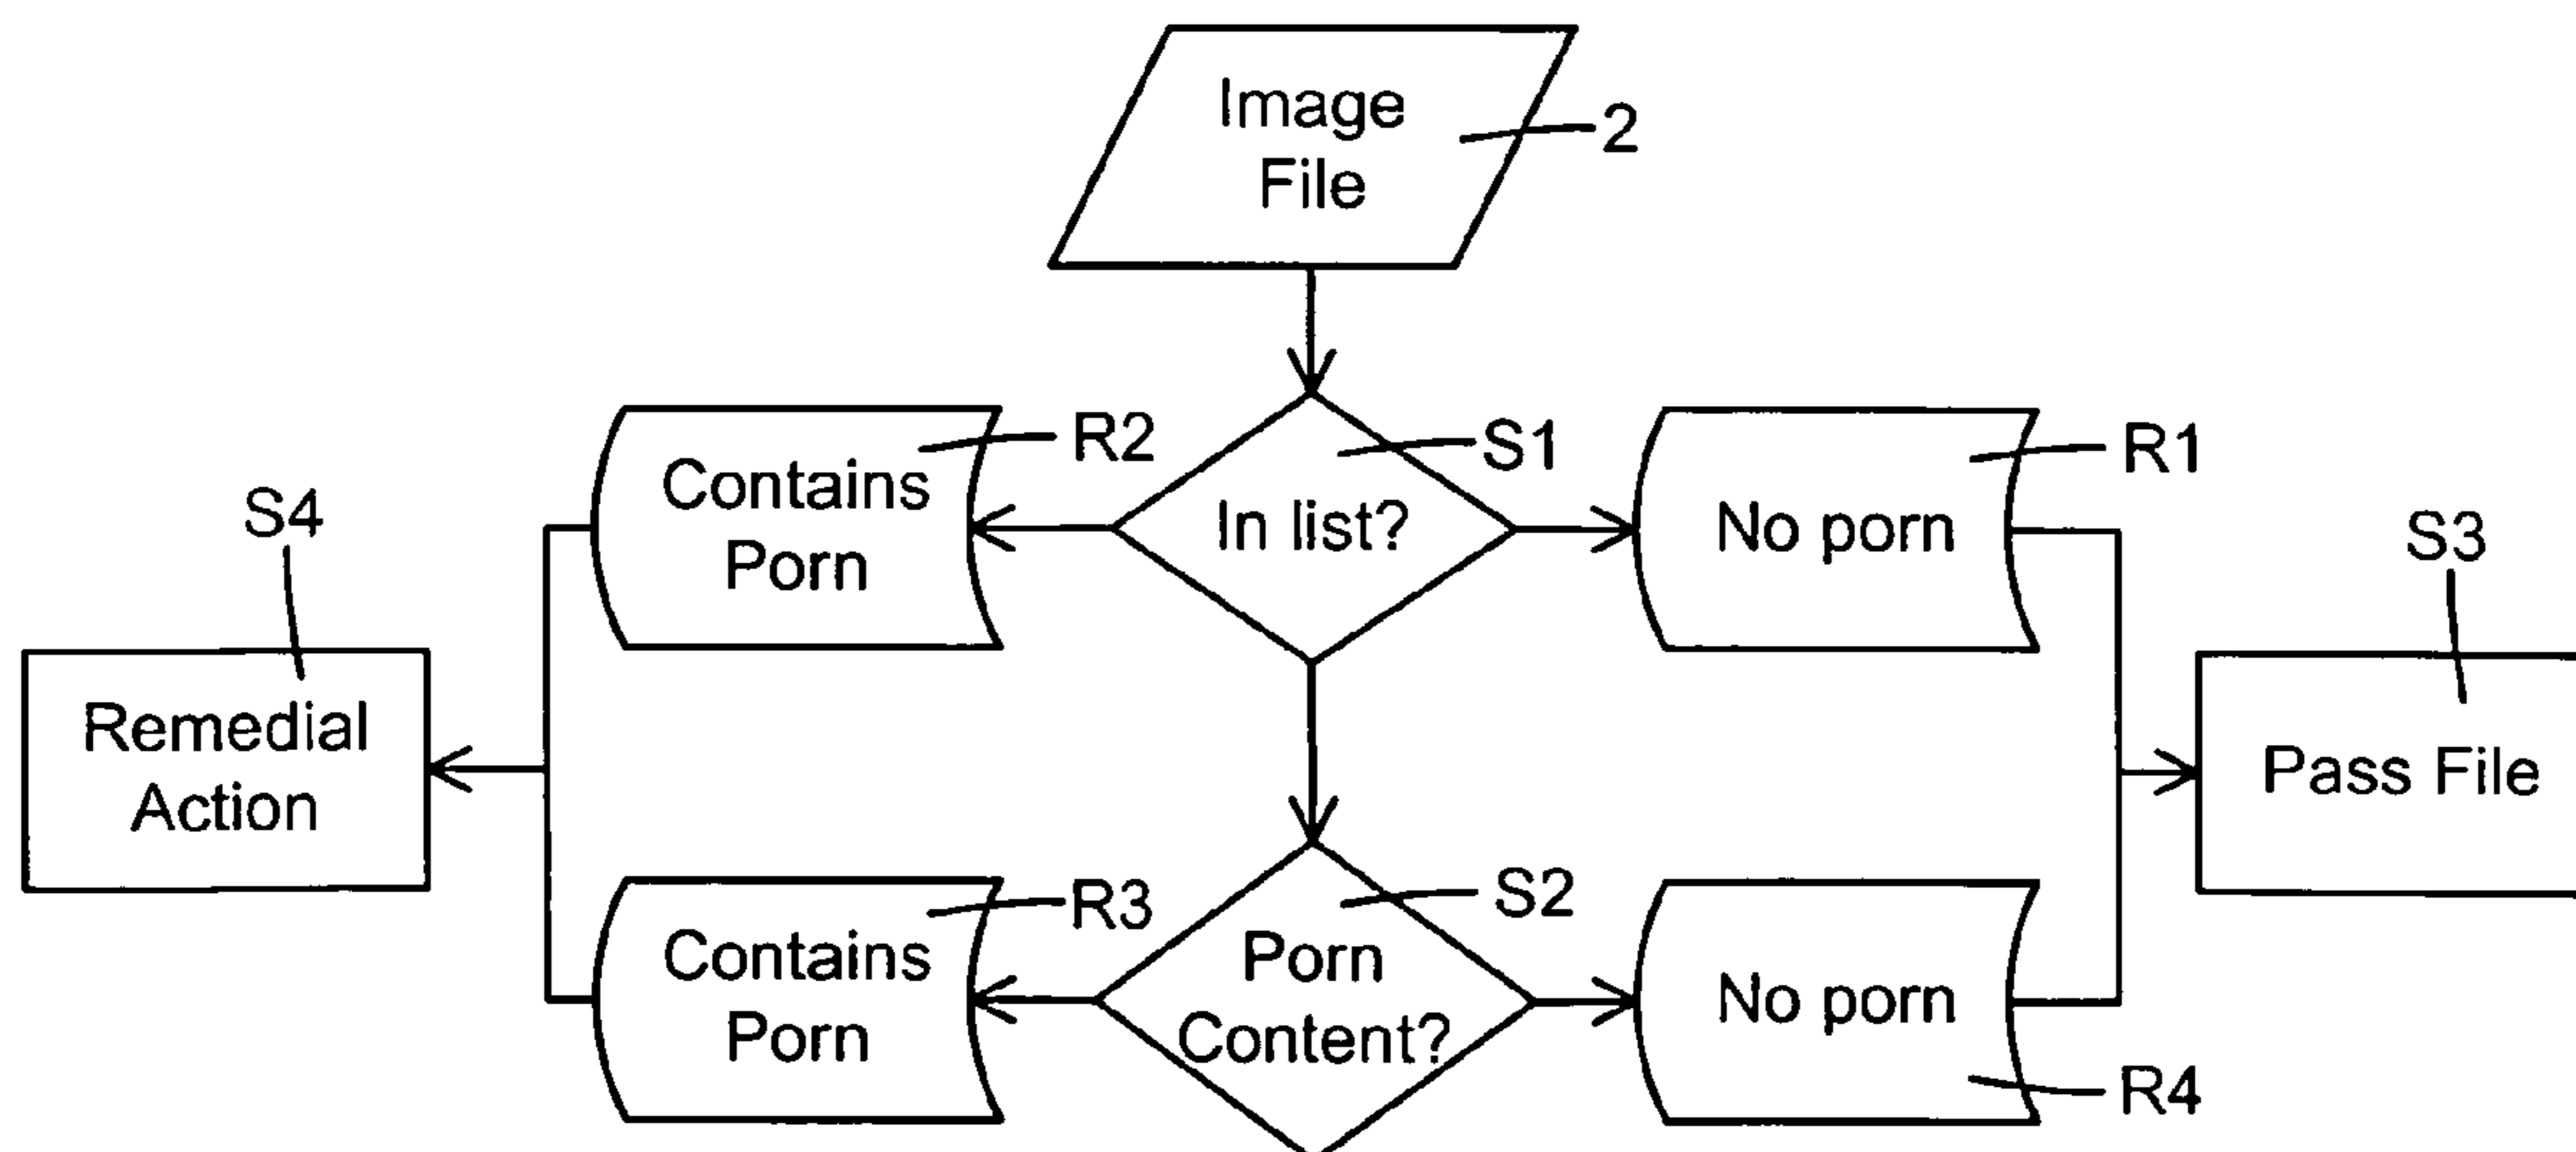 Image
File
2
R2
S1
R1
Contains
Porn
In list?
No porn
S4
S3
Remedial
Action
Pass File
R3
S2
Contains
Porn
Porn
Content?
No porn
R4